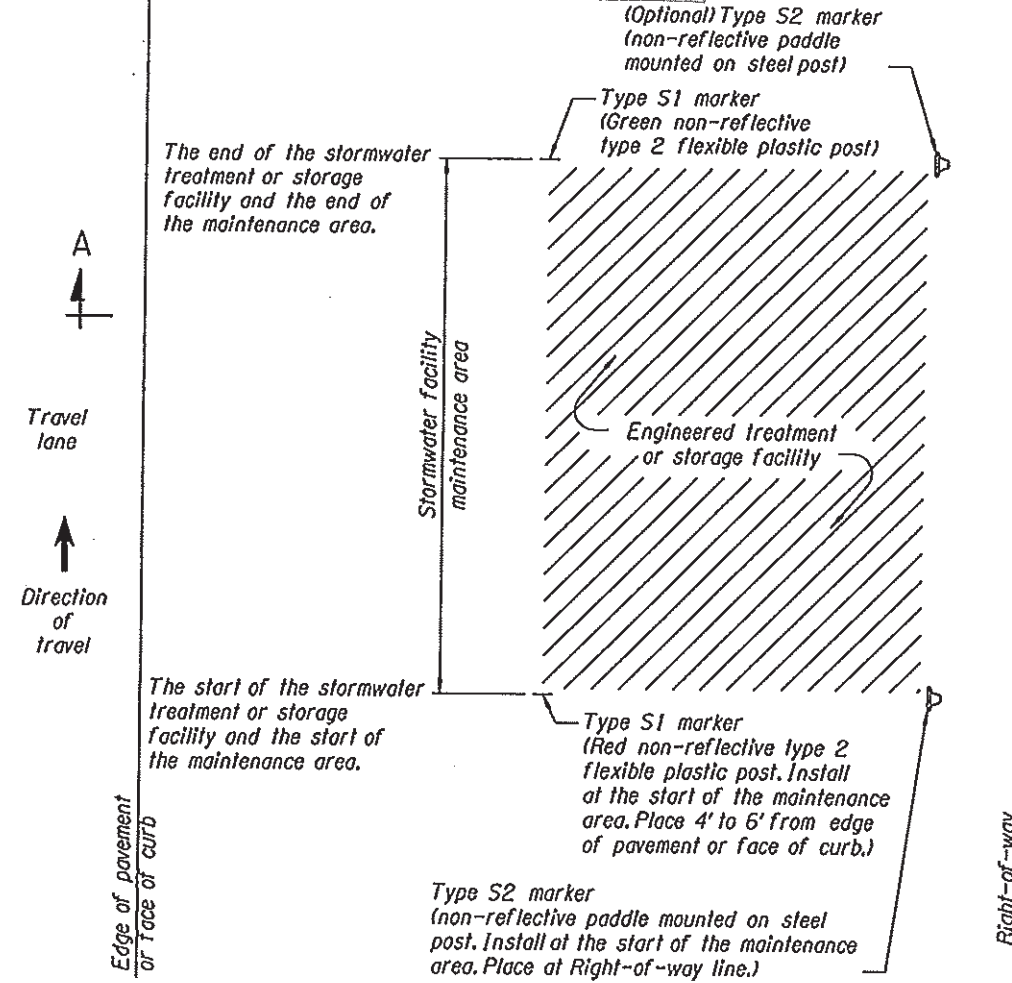 (Optional) Type S2 marker
(non-reflective paddle
mounted on steel post)
Type S1 marker
(Green non-reflective
type 2 flexible plastic post)
The end of the stormwater
treatment or storage
facility and the end of
the maintenance area.
A
Stormwater facility
maintenance area
Travel
lane
Engineered treatment
or storage facility
Direction
of
travel
The start of the stormwater
treatment or storage
facility and the start of
the maintenance area.
Type S1 marker
(Red non-reflective type 2
flexible plastic post. Install
at the start of the maintenance
area. Place 4' to 6' from edge
of pavement or face of curb.)
Edge of pavement
or face of curb
Type S2 marker
(non-reflective paddle mounted on steel
post. Install at the start of the maintenance
area. Place at Right-of-way line.)
Right-of-way